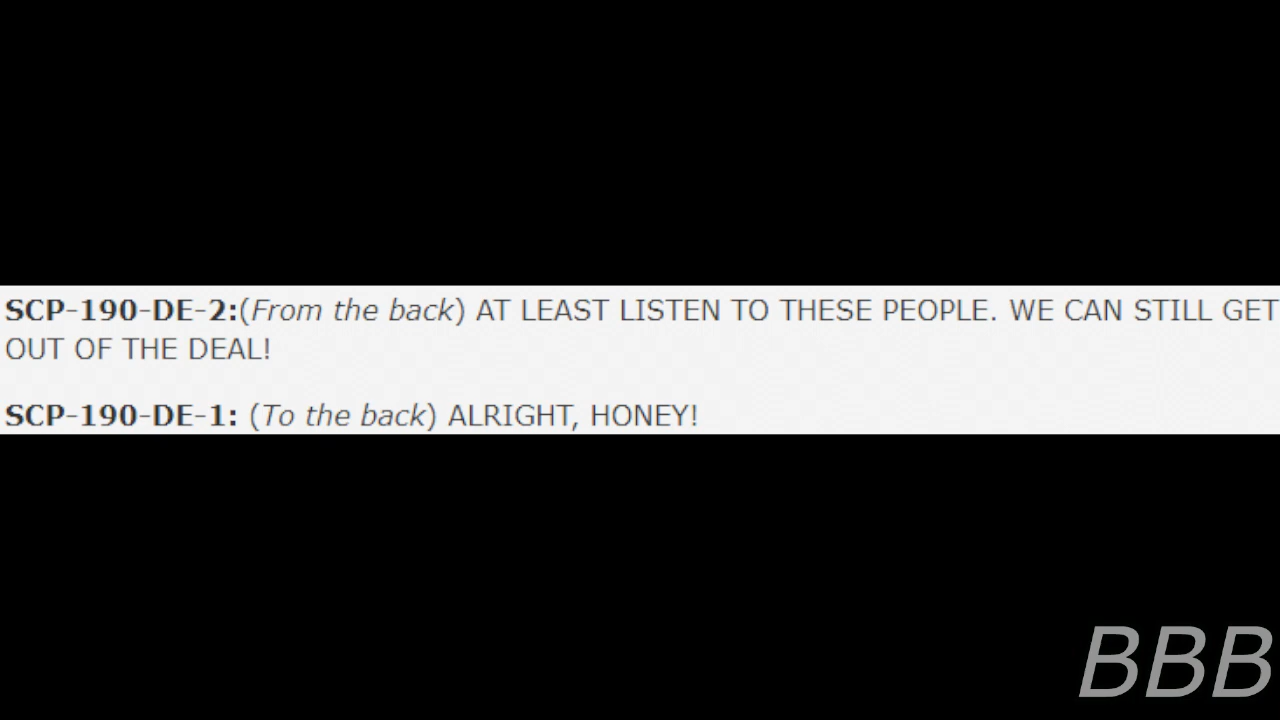 SCP-190-DE-2:(From the back) AT LEAST LISTEN TO THESE PEOPLE. WE CAN STILL GET
OUT OF THE DEAL!
SCP-190-DE-1: (To the back) ALRIGHT, HONEY!
BBB